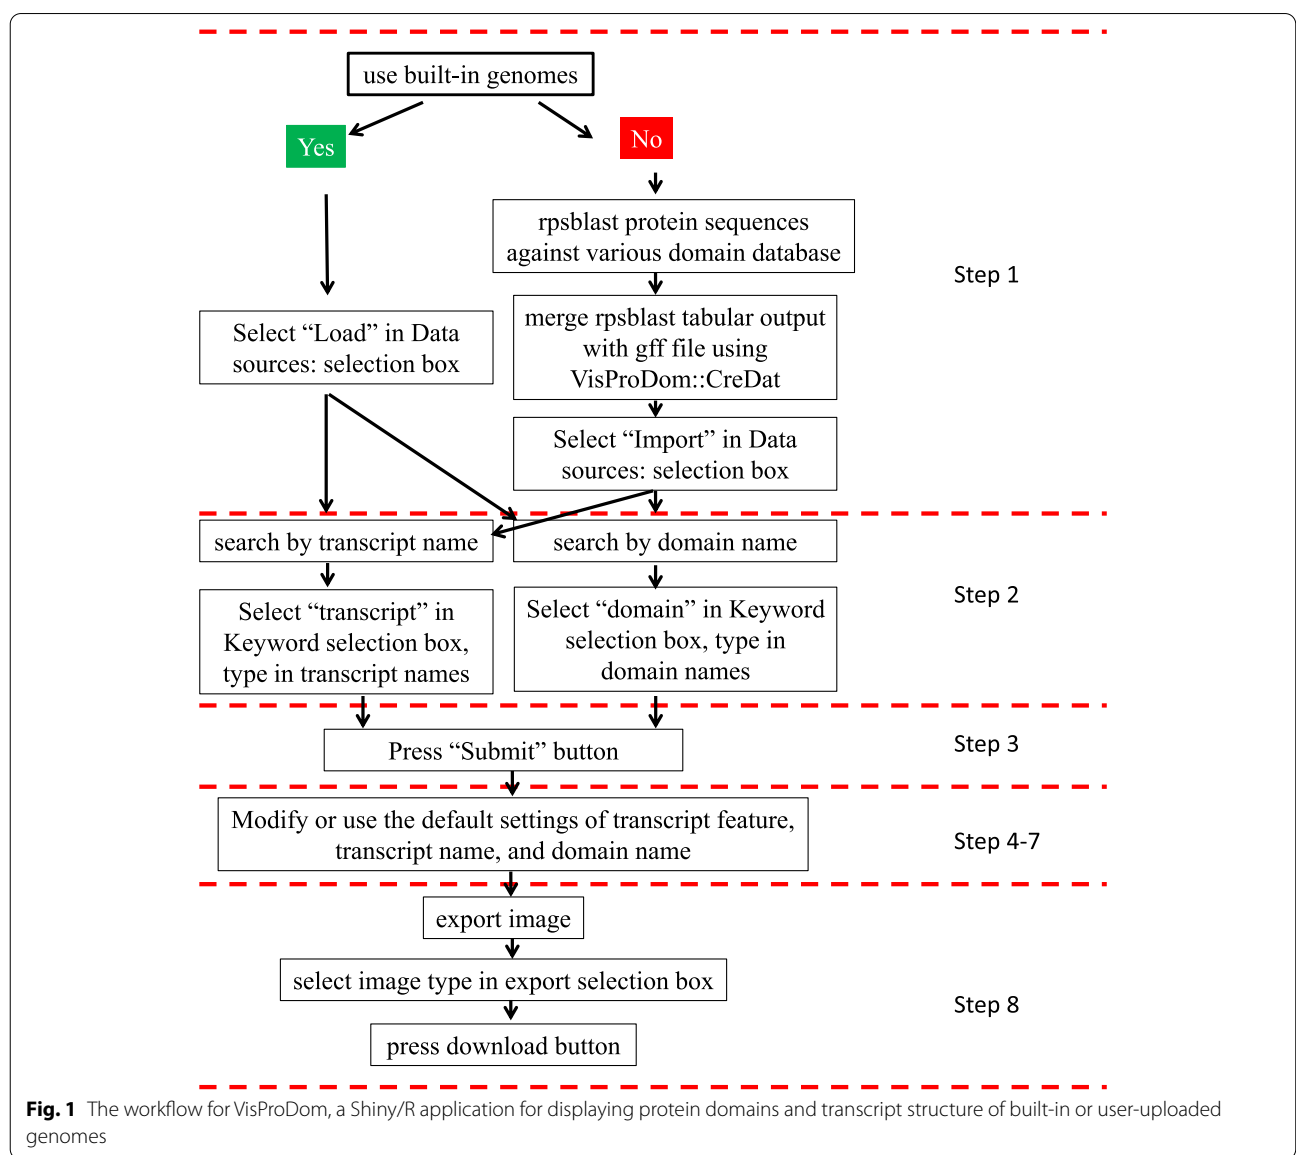 use built-in genomes
Yes
No
rpsblast protein sequences
against various domain database
Step 1
Select “Load” in Data
sources: selection box
merge rpsblast tabular output
with gff file using
VisProDom::CreDat
Select “Import” in Data
sources: selection box
search by transcript name
search by domain name
Select “transcript” in
Keyword selection box,
type in transcript names
Select “domain” in Keyword
selection box, type in
domain names
Step 2
Press “Submit” button
Step 3
Modify or use the default settings of transcript feature,
transcript name, and domain name
Step 4-7
export image
select image type in export selection box
press download button
Step 8
Fig. 1 The workflow for VisProDom, a Shiny/R application for displaying protein domains and transcript structure of built-in or user-uploaded
genomes